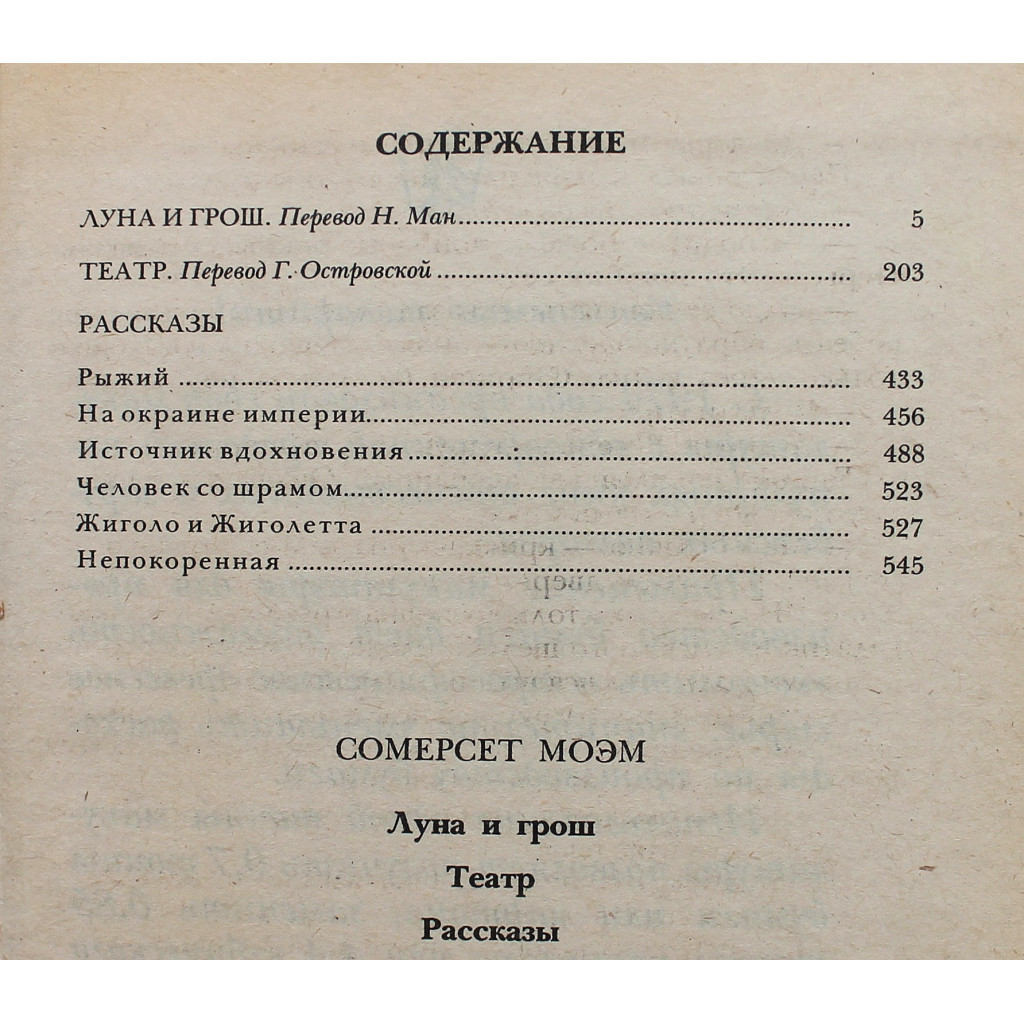 СОДЕРЖАНИЕ
ЛУНА И ГРОШ. Перевод Н. Ман.......................................................... 5
ТЕАТР. Перевод Г. Островской............................................................. 203
РАССКАЗЫ
Рыжий .................................................................................................... 433
На окраине империи......................................................................... 456
Источник вдохновения.................................................................... 488
Человек со шрамом........................................................................... 523
Жиголо и Жиголетта ........................................................................ 527
Непокоренная .................................................................................... 545
СОМЕРСЕТ МОЭМ
Луна и грош
Театр
Рассказы